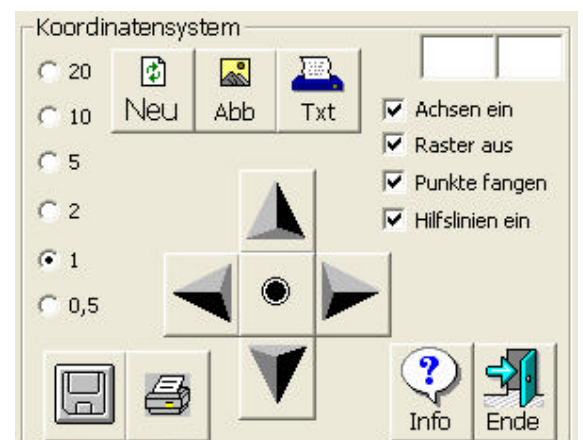 Koordinatensystem
20
10
5
2
1
0,5
Neu
Abb
Txt
Achsen ein
Raster aus
Punkte fangen
Hilfslinien ein
?
Info
Ende